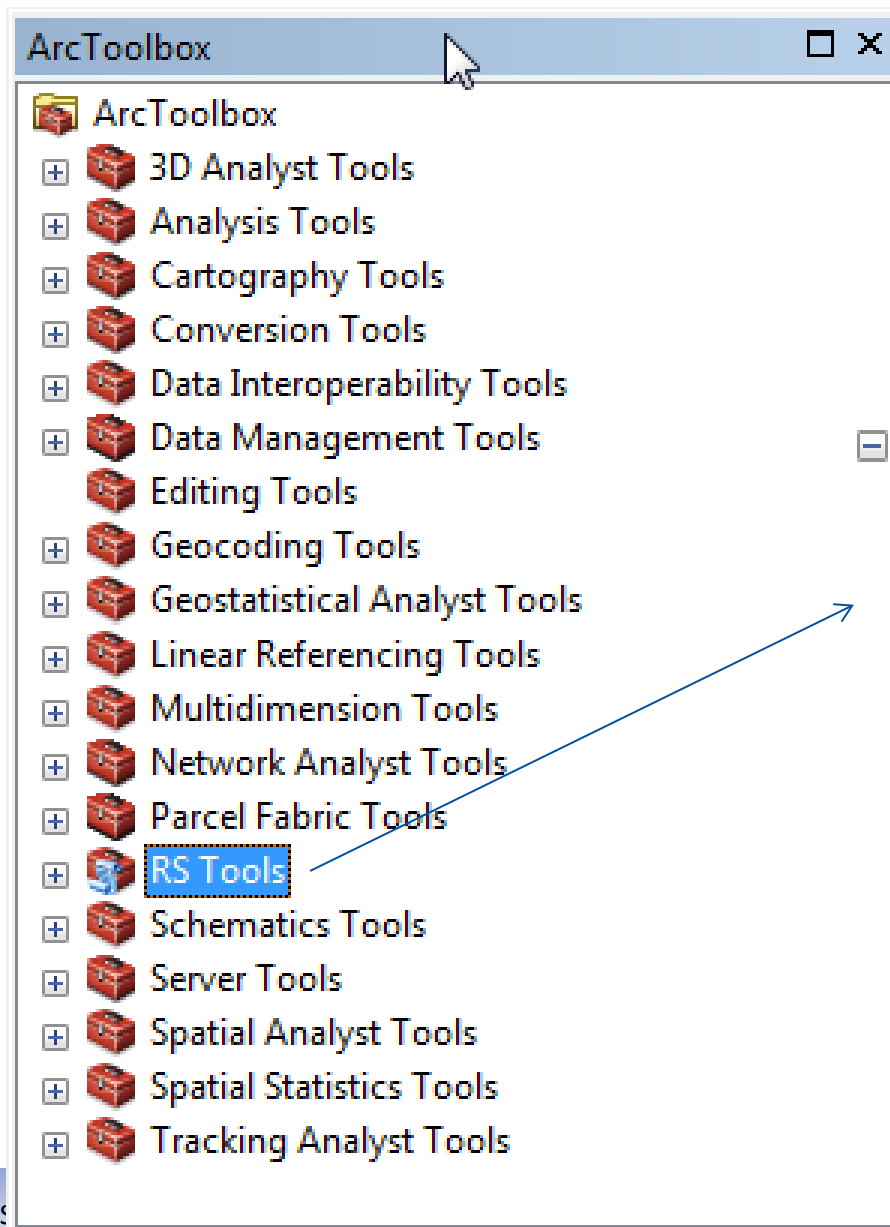 ArcToolbox
ArcToolbox
3D Analyst Tools
Analysis Tools
Cartography Tools
Conversion Tools
Data Interoperability Tools
Data Management Tools
Editing Tools
Geocoding Tools
Geostatistical Analyst Tools
Linear Referencing Tools
Multidimension Tools
Network Analyst Tools
Parcel Fabric Tools
RS Tools
Schematics Tools
Server Tools
Spatial Analyst Tools
Spatial Statistics Tools
Tracking Analyst Tools